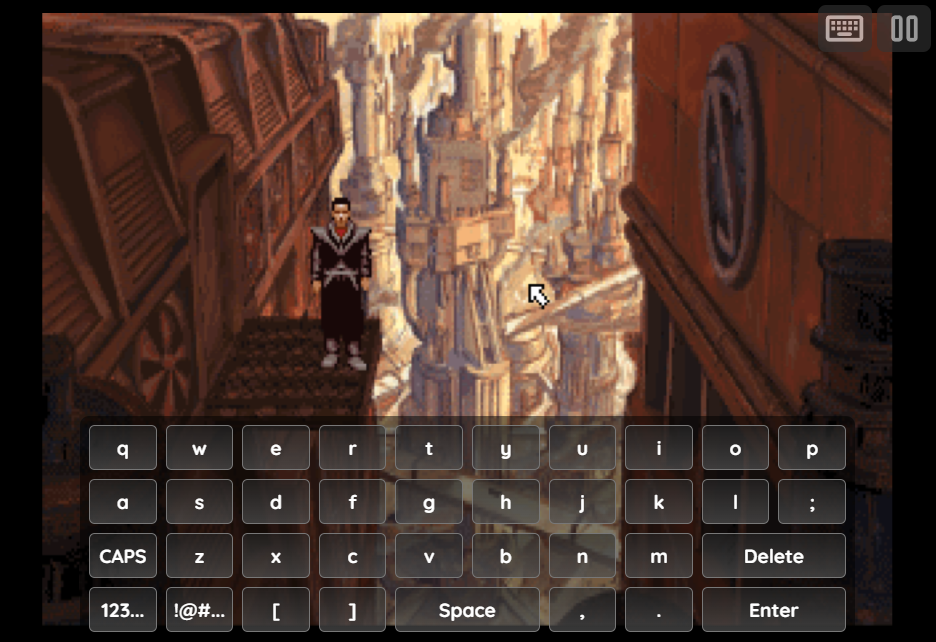 q w e r t y u i o p
a s d f g h j k l ;
CAPS z x c v b n m Delete
123... !@#... [ ] Space , . Enter